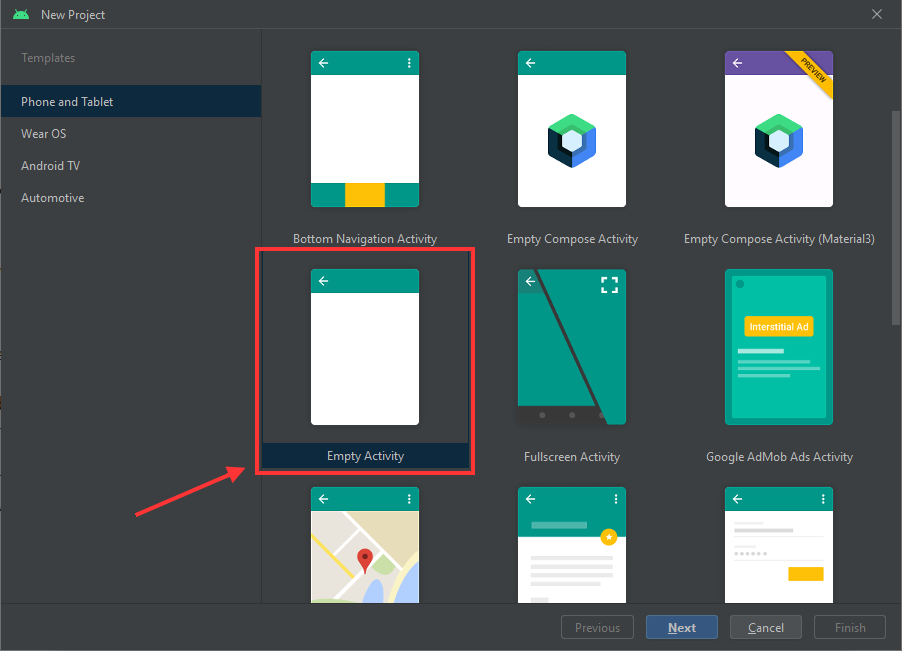 New Project
Templates
Phone and Tablet
Wear OS
Android TV
Automotive
PREVIEW
Bottom Navigation Activity
Empty Compose Activity
Empty Compose Activity (Material3)
Interstitial Ad
Empty Activity
Fullscreen Activity
Google AdMob Ads Activity
Previous
Next
Cancel
Finish